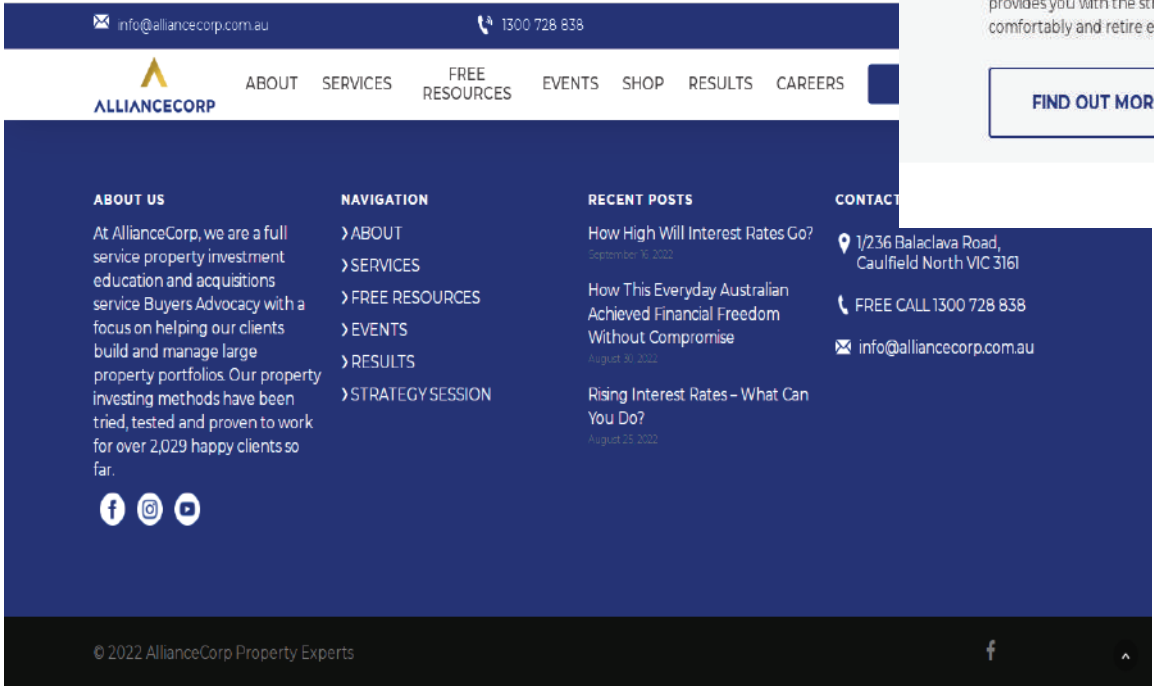 info@alliancecorp.com.au
1300 728 838
provides you with the
comfortably and retire
FIND OUT
ALLIANCECORP
ABOUT
SERVICES
FREE
RESOURCES
EVENTS
SHOP
RESULTS
CAREERS
ABOUT US
At AllianceCorp, we are a full
service property investment
education and acquisitions
service Buyers Advocacy with a
focus on helping our clients
build and manage large
property portfolios. Our property
investing methods have been
tried, tested and proven to work
for over 2,029 happy clients so
far.
NAVIGATION
❯ ABOUT
❯ SERVICES
❯ FREE RESOURCES
❯ EVENTS
❯ RESULTS
❯ STRATEGY SESSION
RECENT POSTS
How High Will Interest Rates Go?
September 16, 2022
How This Everyday Australian
Achieved Financial Freedom
Without Compromise
August 30, 2022
Rising Interest Rates – What Can
You Do?
August 25, 2022
CONTACT
1/236 Balaclava Road,
Caulfield North VIC 3161
FREE CALL 1300 728 838
info@alliancecorp.com.au
© 2022 AllianceCorp Property Experts